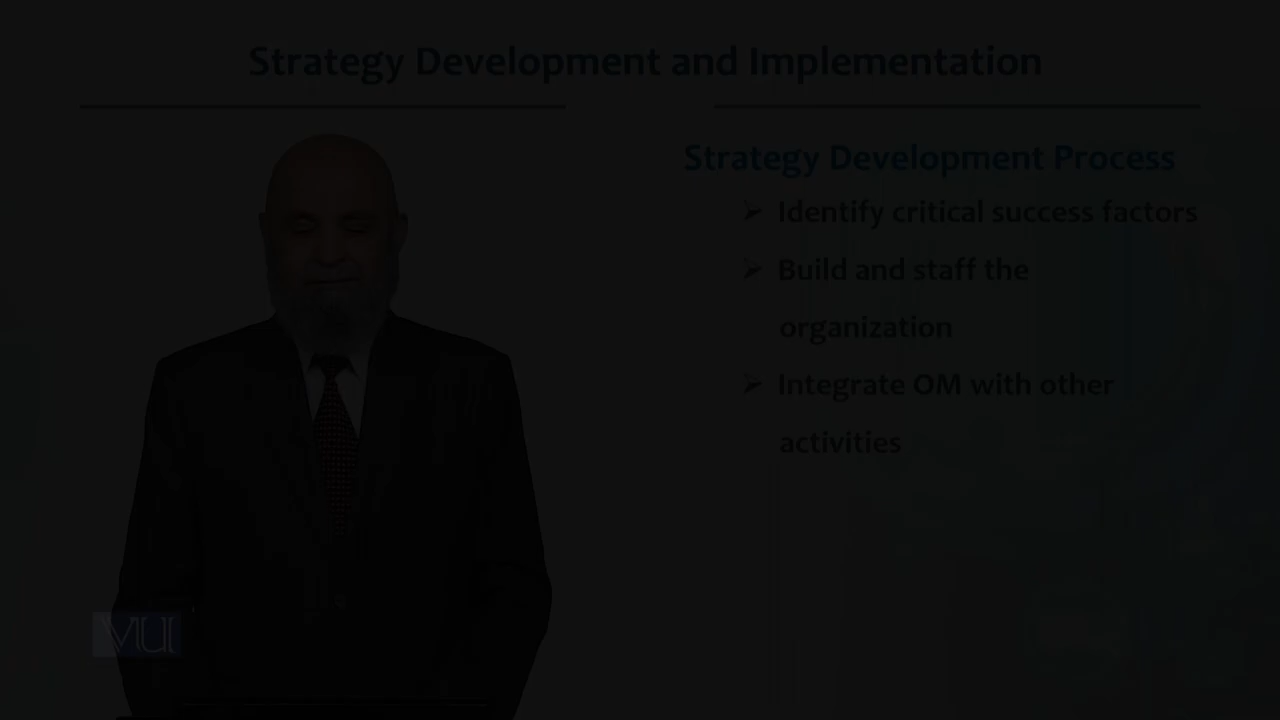 Strategy Development and Implementation
Strategy Development Process
➢ Identify critical success factors
➢ Build and staff the
organization
➢ Integrate OM with other
activities
VU